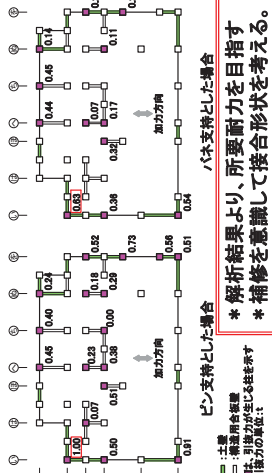 1.00
0.45
0.40
0.24
0.07
0.23
0.18
0.52
0.50
0.38
0.00
0.29
0.73
加力方向
0.56
0.91
0.51
ピン支持とした場合
0.63
0.44
0.45
0.14
0.07
0.36
0.32
0.17
0.11
加力方向
0.54
バネ支持とした場合
：土壁
：構造用合板壁
は、引抜力が生じる柱を示す
抜力の単位：t
＊解析結果より、所要耐力を目指す
＊補修を意識して接合形状を考える。